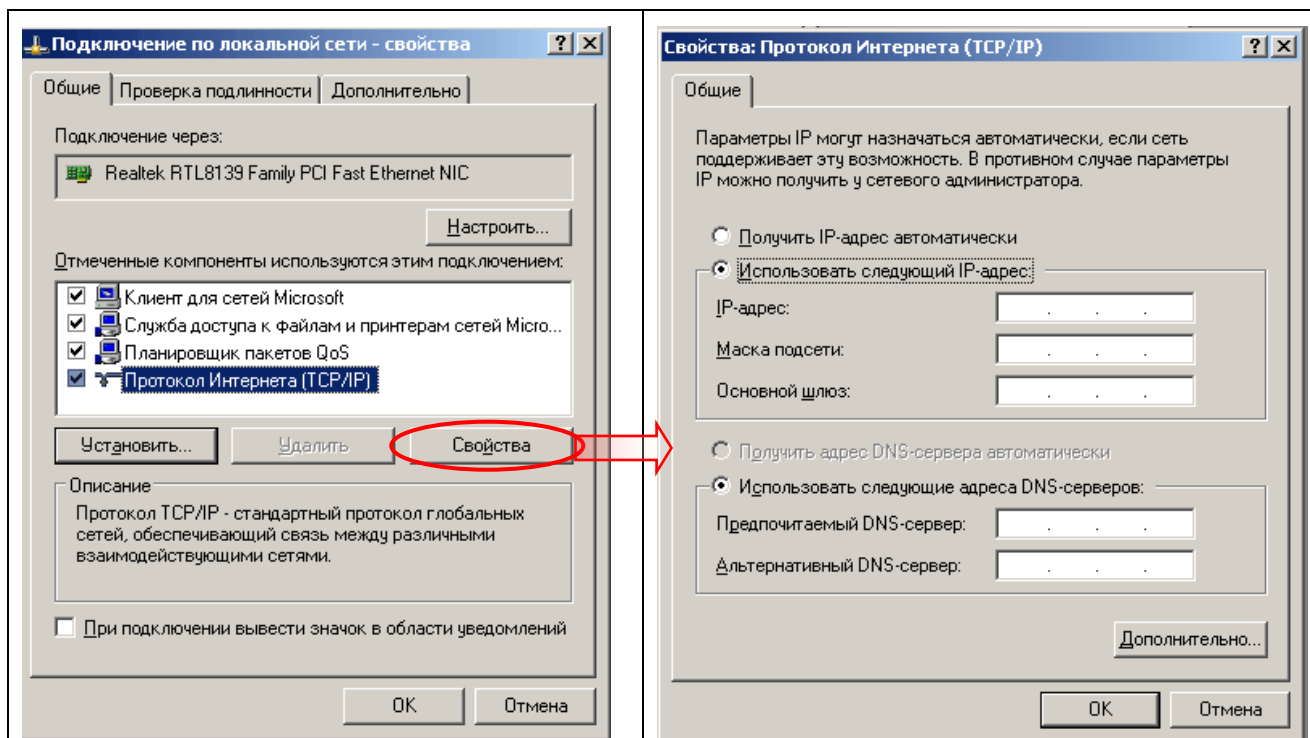 Подключение по локальной сети - свойства
Общие
Проверка подлинности
Дополнительно
Подключение через:
Realtek RTL8139 Family PCI Fast Ethernet NIC
Настроить...
Отмеченные компоненты используются этим подключением:
Клиент для сетей Microsoft
Служба доступа к файлам и принтерам сетей Micro...
Планировщик пакетов QoS
Протокол Интернета (TCP/IP)
Установить...
Удалить
Свойства
Описание
Протокол TCP/IP - стандартный протокол глобальных
сетей, обеспечивающий связь между различными
взаимодействующими сетями.
При подключении вывести значок в области уведомлений
OK
Отмена
Свойства: Протокол Интернета (TCP/IP)
Общие
Параметры IP могут назначаться автоматически, если сеть
поддерживает эту возможность. В противном случае параметры
IP можно получить у сетевого администратора.
Получить IP-адрес автоматически
Использовать следующий IP-адрес:
IP-адрес:
Маска подсети:
Основной шлюз:
Получить адрес DNS-сервера автоматически
Использовать следующие адреса DNS-серверов:
Предпочитаемый DNS-сервер:
Альтернативный DNS-сервер:
Дополнительно...
OK
Отмена